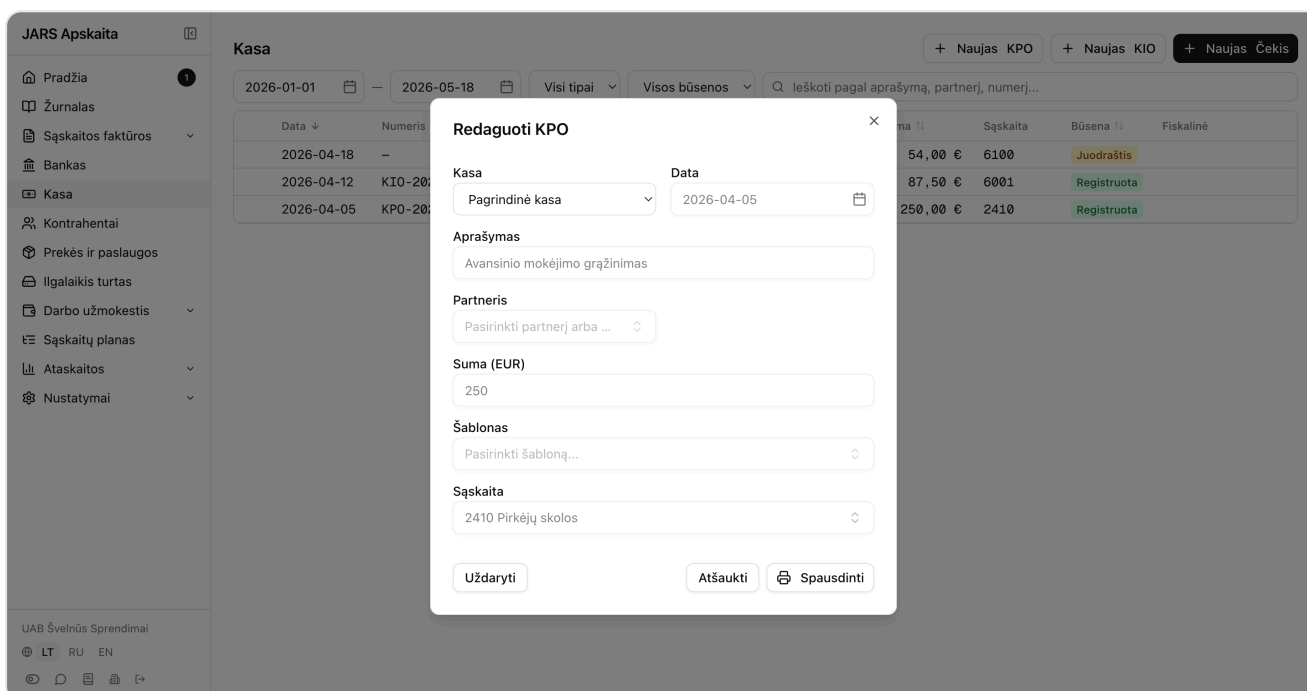 JARS Apskaita
Pradžia 1
Žurnalas
Sąskaitos faktūros
Bankas
Kasa
Kontrahentai
Prekės ir paslaugos
Ilgalaikis turtas
Darbo užmokestis
Sąskaitų planas
Ataskaitos
Nustatymai
UAB Švelnūs Sprendimai
LT RU EN
Kasa
+ Naujas KPO + Naujas KIO + Naujas Čekis
2026-01-01 — 2026-05-18 Visi tipai Visos būsenos Ieškoti pagal aprašymą, partnerį, numerį...
Data ↓ Numeris Sąskaita Būsena ↑↓ Fiskalinė
2026-04-18 – 54,00 € 6100 Juodraštis
2026-04-12 87,50 € 6001 Registruota
2026-04-05 250,00 € 2410 Registruota
Redaguoti KPO
Kasa Data
Pagrindinė kasa 2026-04-05
Aprašymas
Avansinio mokėjimo grąžinimas
Partneris
Pasirinkti partnerį arba ...
Suma (EUR)
250
Šablonas
Pasirinkti šabloną...
Sąskaita
2410 Pirkėjų skolos
Uždaryti Atšaukti Spausdinti